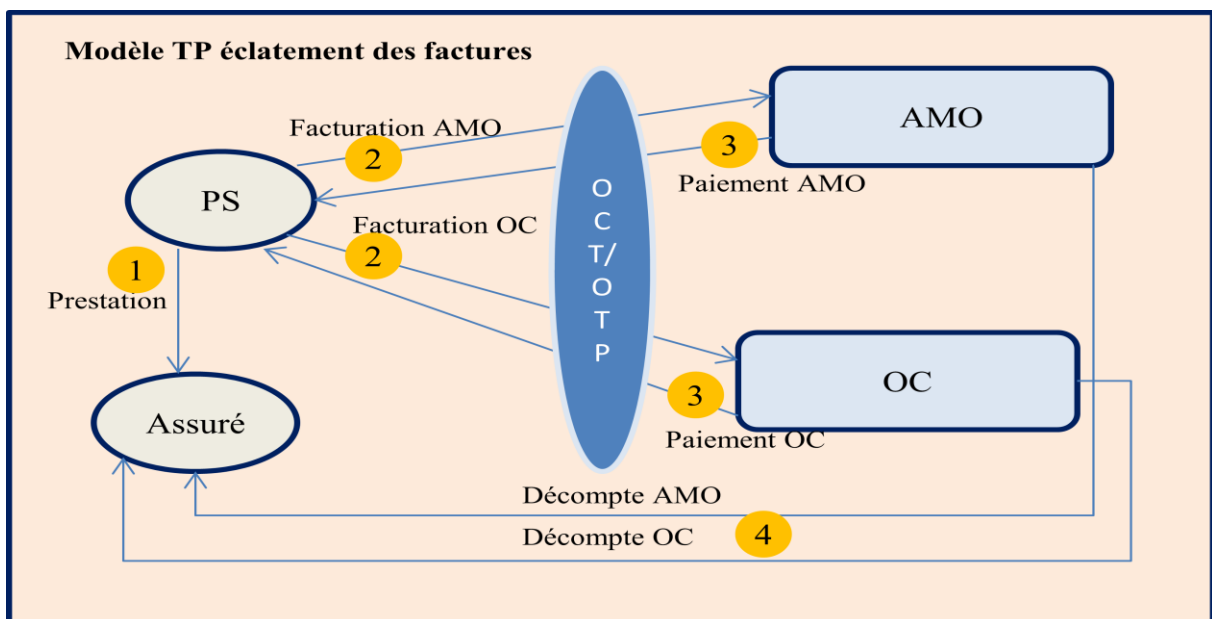 Modèle TP éclatement des factures
Facturation AMO
2
3
AMO
Paiement AMO
PS
Facturation OC
2
1
Prestation
O
C
T/
O
T
P
OC
3
Paiement OC
Assuré
Décompte AMO
Décompte OC
4